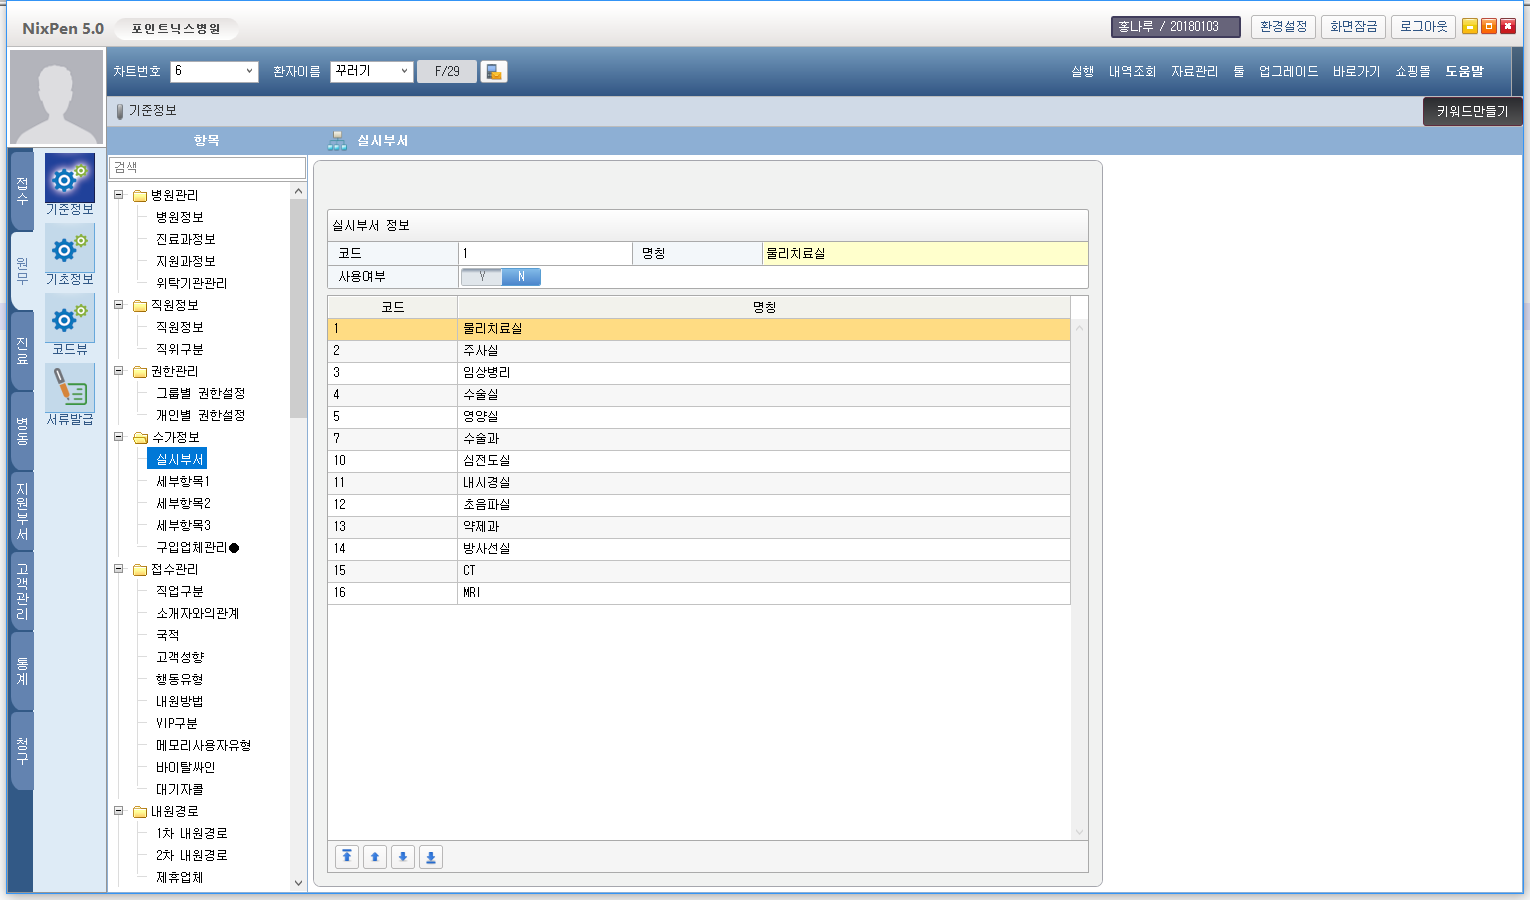 NixPen 5.0 포인트닉스병원 홍나루 / 20180103 환경설정 화면잠금 로그아웃
차트번호 6 환자이름 꾸러기 F/29 실행 내역조회 자료관리 툴 업그레이드 바로가기 쇼핑몰 도움말
기준정보 키워드만들기
항목 실시부서
접수
원무
진료
병동
지원부서
고객관리
통계
청구
기준정보
기초정보
코드뷰
서류발급
검색
병원관리
병원정보
진료과정보
지원과정보
위탁기관관리
직원정보
직원정보
직위구분
권한관리
그룹별 권한설정
개인별 권한설정
수가정보
실시부서
세부항목1
세부항목2
세부항목3
구입업체관리●
접수관리
직업구분
소개자와의관계
국적
고객성향
행동유형
내원방법
VIP구분
메모리사용자유형
바이탈싸인
대기자콜
내원경로
1차 내원경로
2차 내원경로
제휴업체
실시부서 정보
코드 1 명칭 물리치료실
사용여부 Y N
코드 명칭
1 물리치료실
2 주사실
3 임상병리
4 수술실
5 영양실
7 수술과
10 심전도실
11 내시경실
12 초음파실
13 약제과
14 방사선실
15 CT
16 MRI